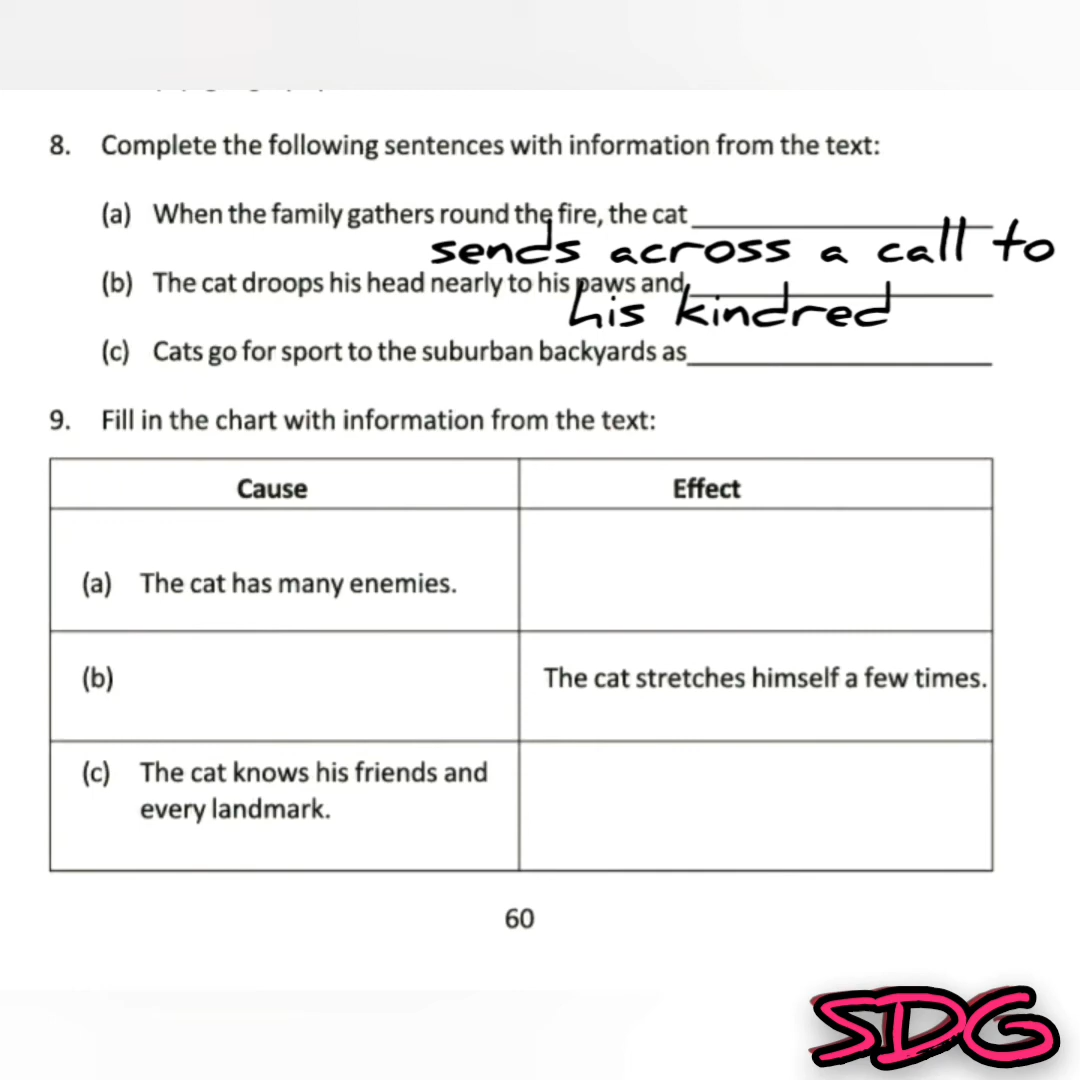 8. Complete the following sentences with information from the text:
(a) When the family gathers round the fire, the cat
sends across a call to
(b) The cat droops his head nearly to his paws and
his kindred
(c) Cats go for sport to the suburban backyards as
9. Fill in the chart with information from the text:
Cause Effect
(a) The cat has many enemies.
(b) The cat stretches himself a few times.
(c) The cat knows his friends and
every landmark.
60
SDG